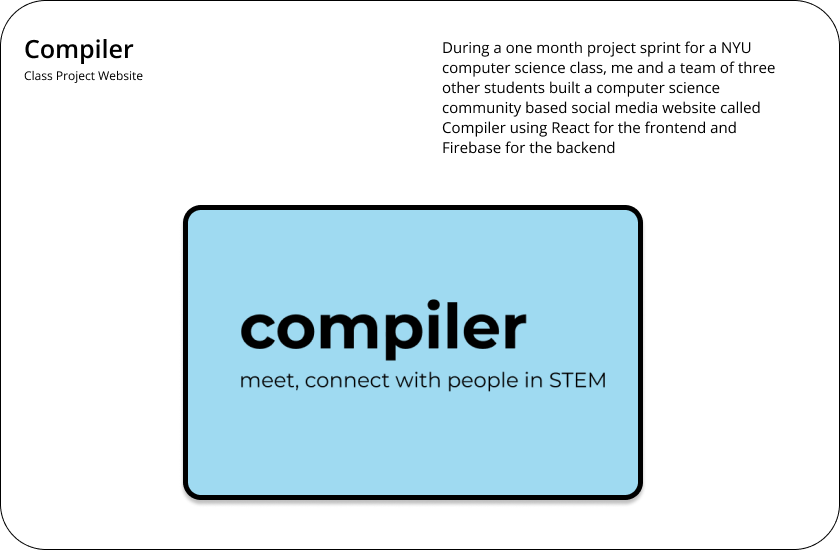 Compiler
Class Project Website
During a one month project sprint for a NYU
computer science class, me and a team of three
other students built a computer science
community based social media website called
Compiler using React for the frontend and
Firebase for the backend
compiler
meet, connect with people in STEM